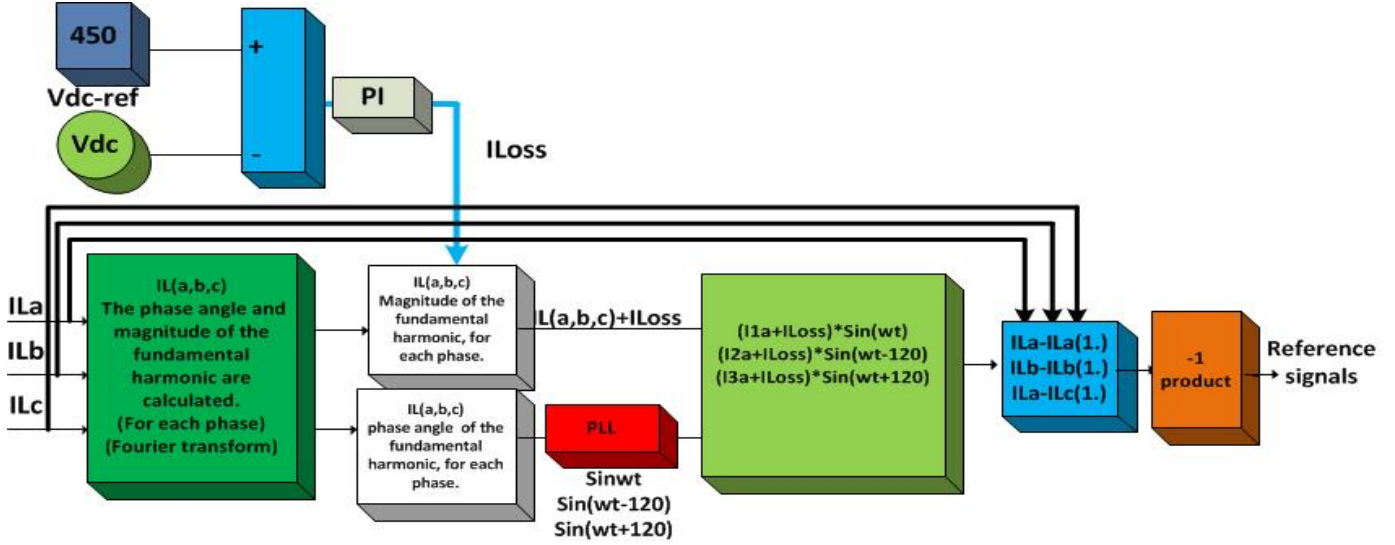 450
Vdc-ref
Vdc
+
-
PI
ILoss
ILa
ILb
ILc
IL(a,b,c)
The phase angle and
magnitude of the
fundamental
harmonic are
calculated.
(For each phase)
(Fourier transform)
IL(a,b,c)
Magnitude of the
fundamental
harmonic, for
each phase.
IL(a,b,c)+ILoss
IL(a,b,c)
phase angle of the
fundamental
harmonic, for each
phase.
PLL
Sinwt
Sin(wt-120)
Sin(wt+120)
(I1a+ILoss)*Sin(wt)
(I2a+ILoss)*Sin(wt-120)
(I3a+ILoss)*Sin(wt+120)
ILa-ILa(1.)
ILb-ILb(1.)
ILa-ILc(1.)
-1
product
Reference
signals